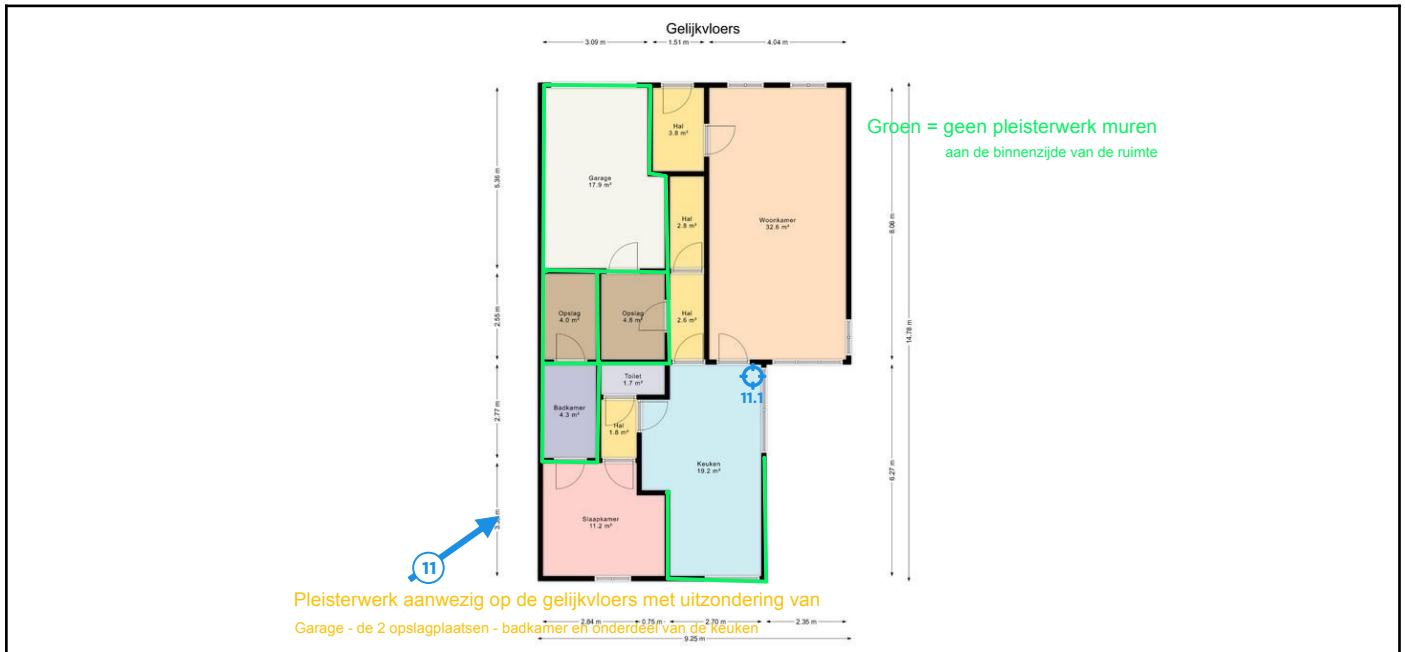 Gelijkvloers
3.09 m
1.51 m
4.04 m
Groen = geen pleisterwerk muren
aan de binnenzijde van de ruimte
Hal
3.8 m²
Garage
17.9 m²
5.36 m
Hal
2.8 m²
Woonkamer
32.6 m²
8.06 m
Opslag
4.0 m²
Opslag
4.8 m²
Hal
2.6 m²
2.55 m
14.78 m
Toilet
1.7 m²
11.1
Badkamer
4.3 m²
2.77 m
Hal
1.8 m²
Keuken
19.2 m²
6.27 m
Slaapkamer
11.2 m²
11
Pleisterwerk aanwezig op de gelijkvloers met uitzondering van
Garage - de 2 opslagplaatsen - badkamer en onderdeel van de keuken
2.84 m
0.75 m
2.70 m
2.35 m
9.25 m